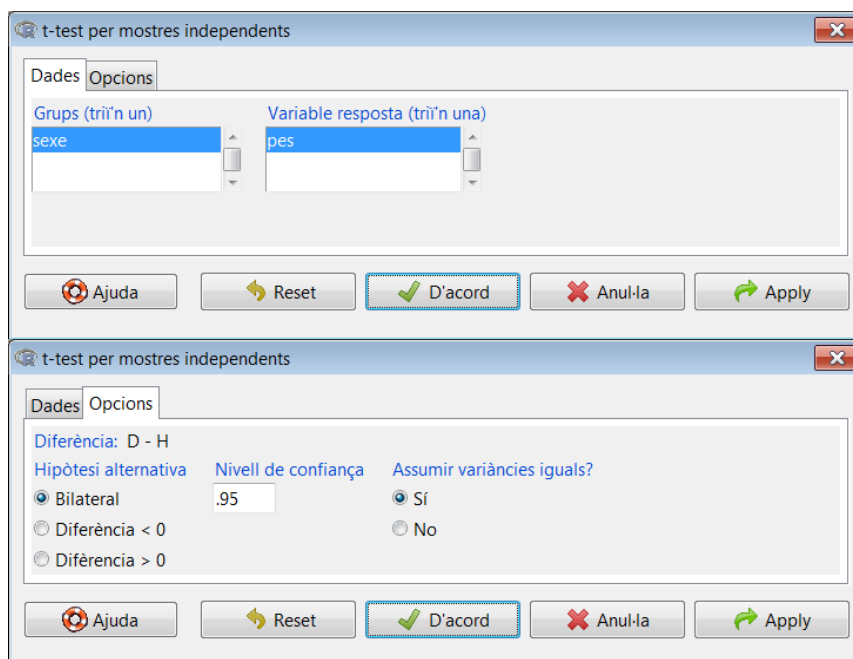 t-test per mostres independents
Dades Opcions
Grups (triï'n un) Variable resposta (triï'n una)
sexe pes
Ajuda Reset D'acord Anul·la Apply
t-test per mostres independents
Dades Opcions
Diferència: D - H
Hipòtesi alternativa Nivell de confiança Assumir variàncies iguals?
Bilateral .95 Sí
Diferència < 0 No
Diferència > 0
Ajuda Reset D'acord Anul·la Apply